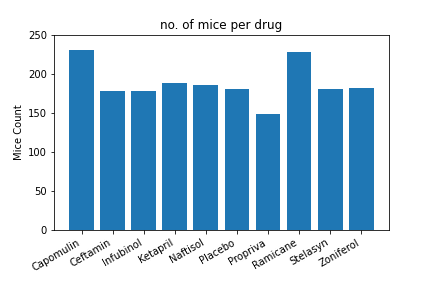 no. of mice per drug
Mice Count
250
200
150
100
50
0
Capomulin
Ceftamin
Infubinol
Ketapril
Naftisol
Placebo
Propriva
Ramicane
Stelasyn
Zoniferol